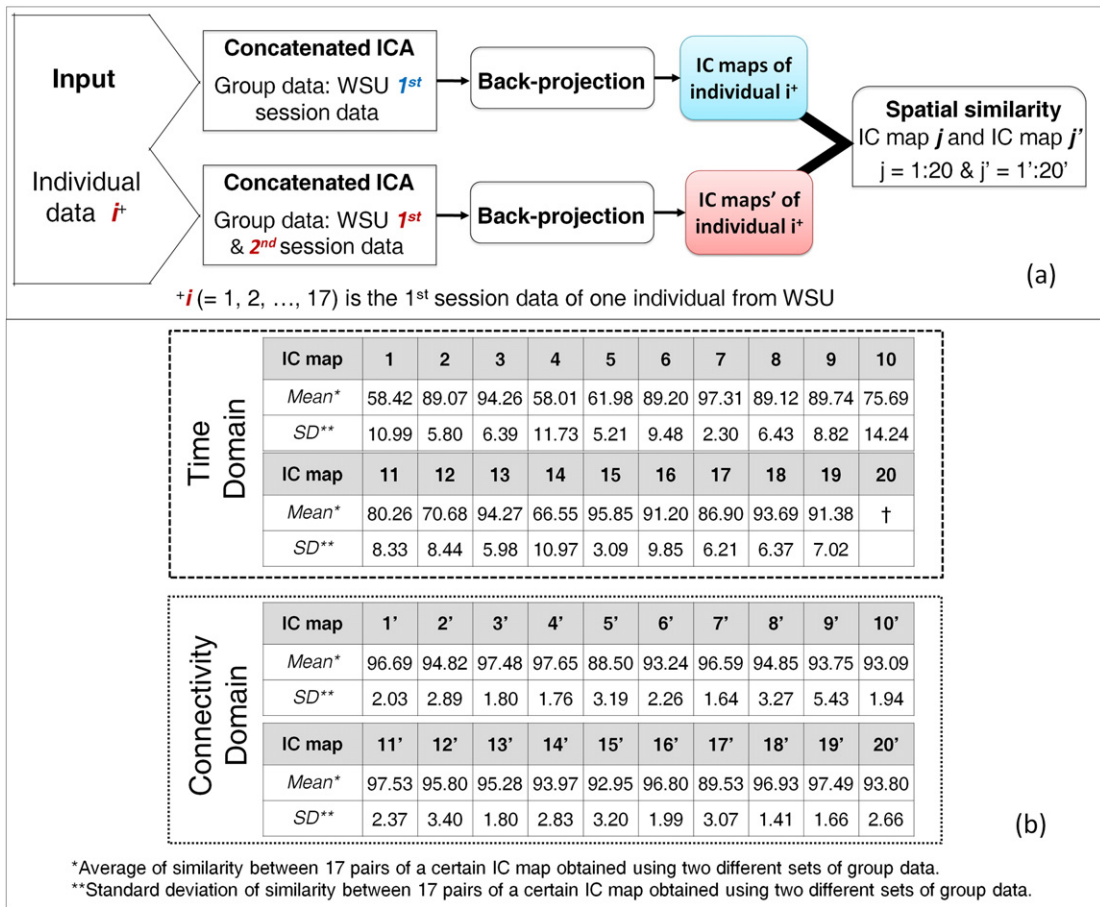 Input
Individual
data i+
Concatenated ICA
Group data: WSU 1st
session data
Back-projection
IC maps of
individual i+
Concatenated ICA
Group data: WSU 1st
& 2nd session data
Back-projection
IC maps' of
individual i+
Spatial similarity
IC map j and IC map j'
j = 1:20 & j' = 1':20'
(a)
+i (= 1, 2, …, 17) is the 1st session data of one individual from WSU
Time
Domain
IC map 1 2 3 4 5 6 7 8 9 10
Mean* 58.42 89.07 94.26 58.01 61.98 89.20 97.31 89.12 89.74 75.69
SD** 10.99 5.80 6.39 11.73 5.21 9.48 2.30 6.43 8.82 14.24
IC map 11 12 13 14 15 16 17 18 19 20
Mean* 80.26 70.68 94.27 66.55 95.85 91.20 86.90 93.69 91.38 †
SD** 8.33 8.44 5.98 10.97 3.09 9.85 6.21 6.37 7.02
Connectivity
Domain
IC map 1' 2' 3' 4' 5' 6' 7' 8' 9' 10'
Mean* 96.69 94.82 97.48 97.65 88.50 93.24 96.59 94.85 93.75 93.09
SD** 2.03 2.89 1.80 1.76 3.19 2.26 1.64 3.27 5.43 1.94
IC map 11' 12' 13' 14' 15' 16' 17' 18' 19' 20'
Mean* 97.53 95.80 95.28 93.97 92.95 96.80 89.53 96.93 97.49 93.80
SD** 2.37 3.40 1.80 2.83 3.20 1.99 3.07 1.41 1.66 2.66
(b)
*Average of similarity between 17 pairs of a certain IC map obtained using two different sets of group data.
**Standard deviation of similarity between 17 pairs of a certain IC map obtained using two different sets of group data.